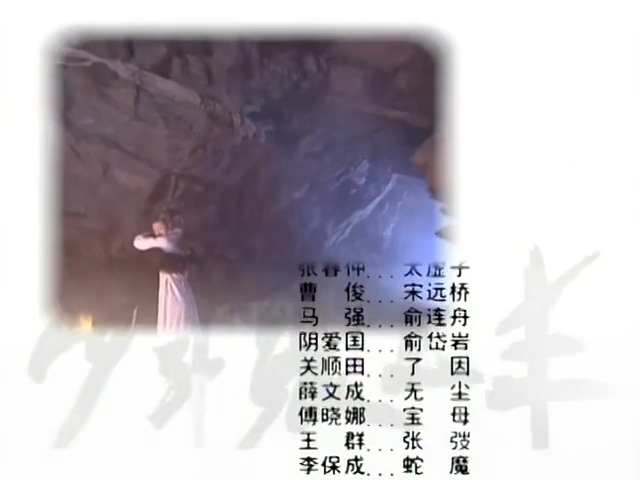 张春仲...太虚子
曹俊...宋远桥
马强...俞连舟
阴爱国...俞岱岩
关顺田...了因
薛文成...无尘
傅晓娜...宝母
王群...张弢
李保成...蛇魔